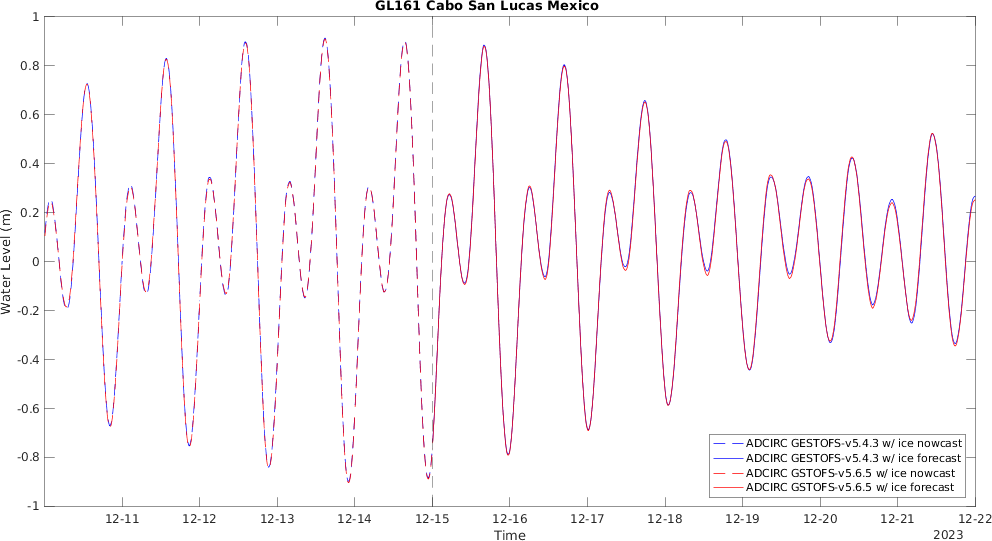 GL161 Cabo San Lucas Mexico
Water Level (m)
1
0.8
0.6
0.4
0.2
0
-0.2
-0.4
-0.6
-0.8
-1
ADCIRC GESTOFS-v5.4.3 w/ ice nowcast
ADCIRC GESTOFS-v5.4.3 w/ ice forecast
ADCIRC GSTOFS-v5.6.5 w/ ice nowcast
ADCIRC GSTOFS-v5.6.5 w/ ice forecast
12-11 12-12 12-13 12-14 12-15 12-16 12-17 12-18 12-19 12-20 12-21 12-22
Time
2023